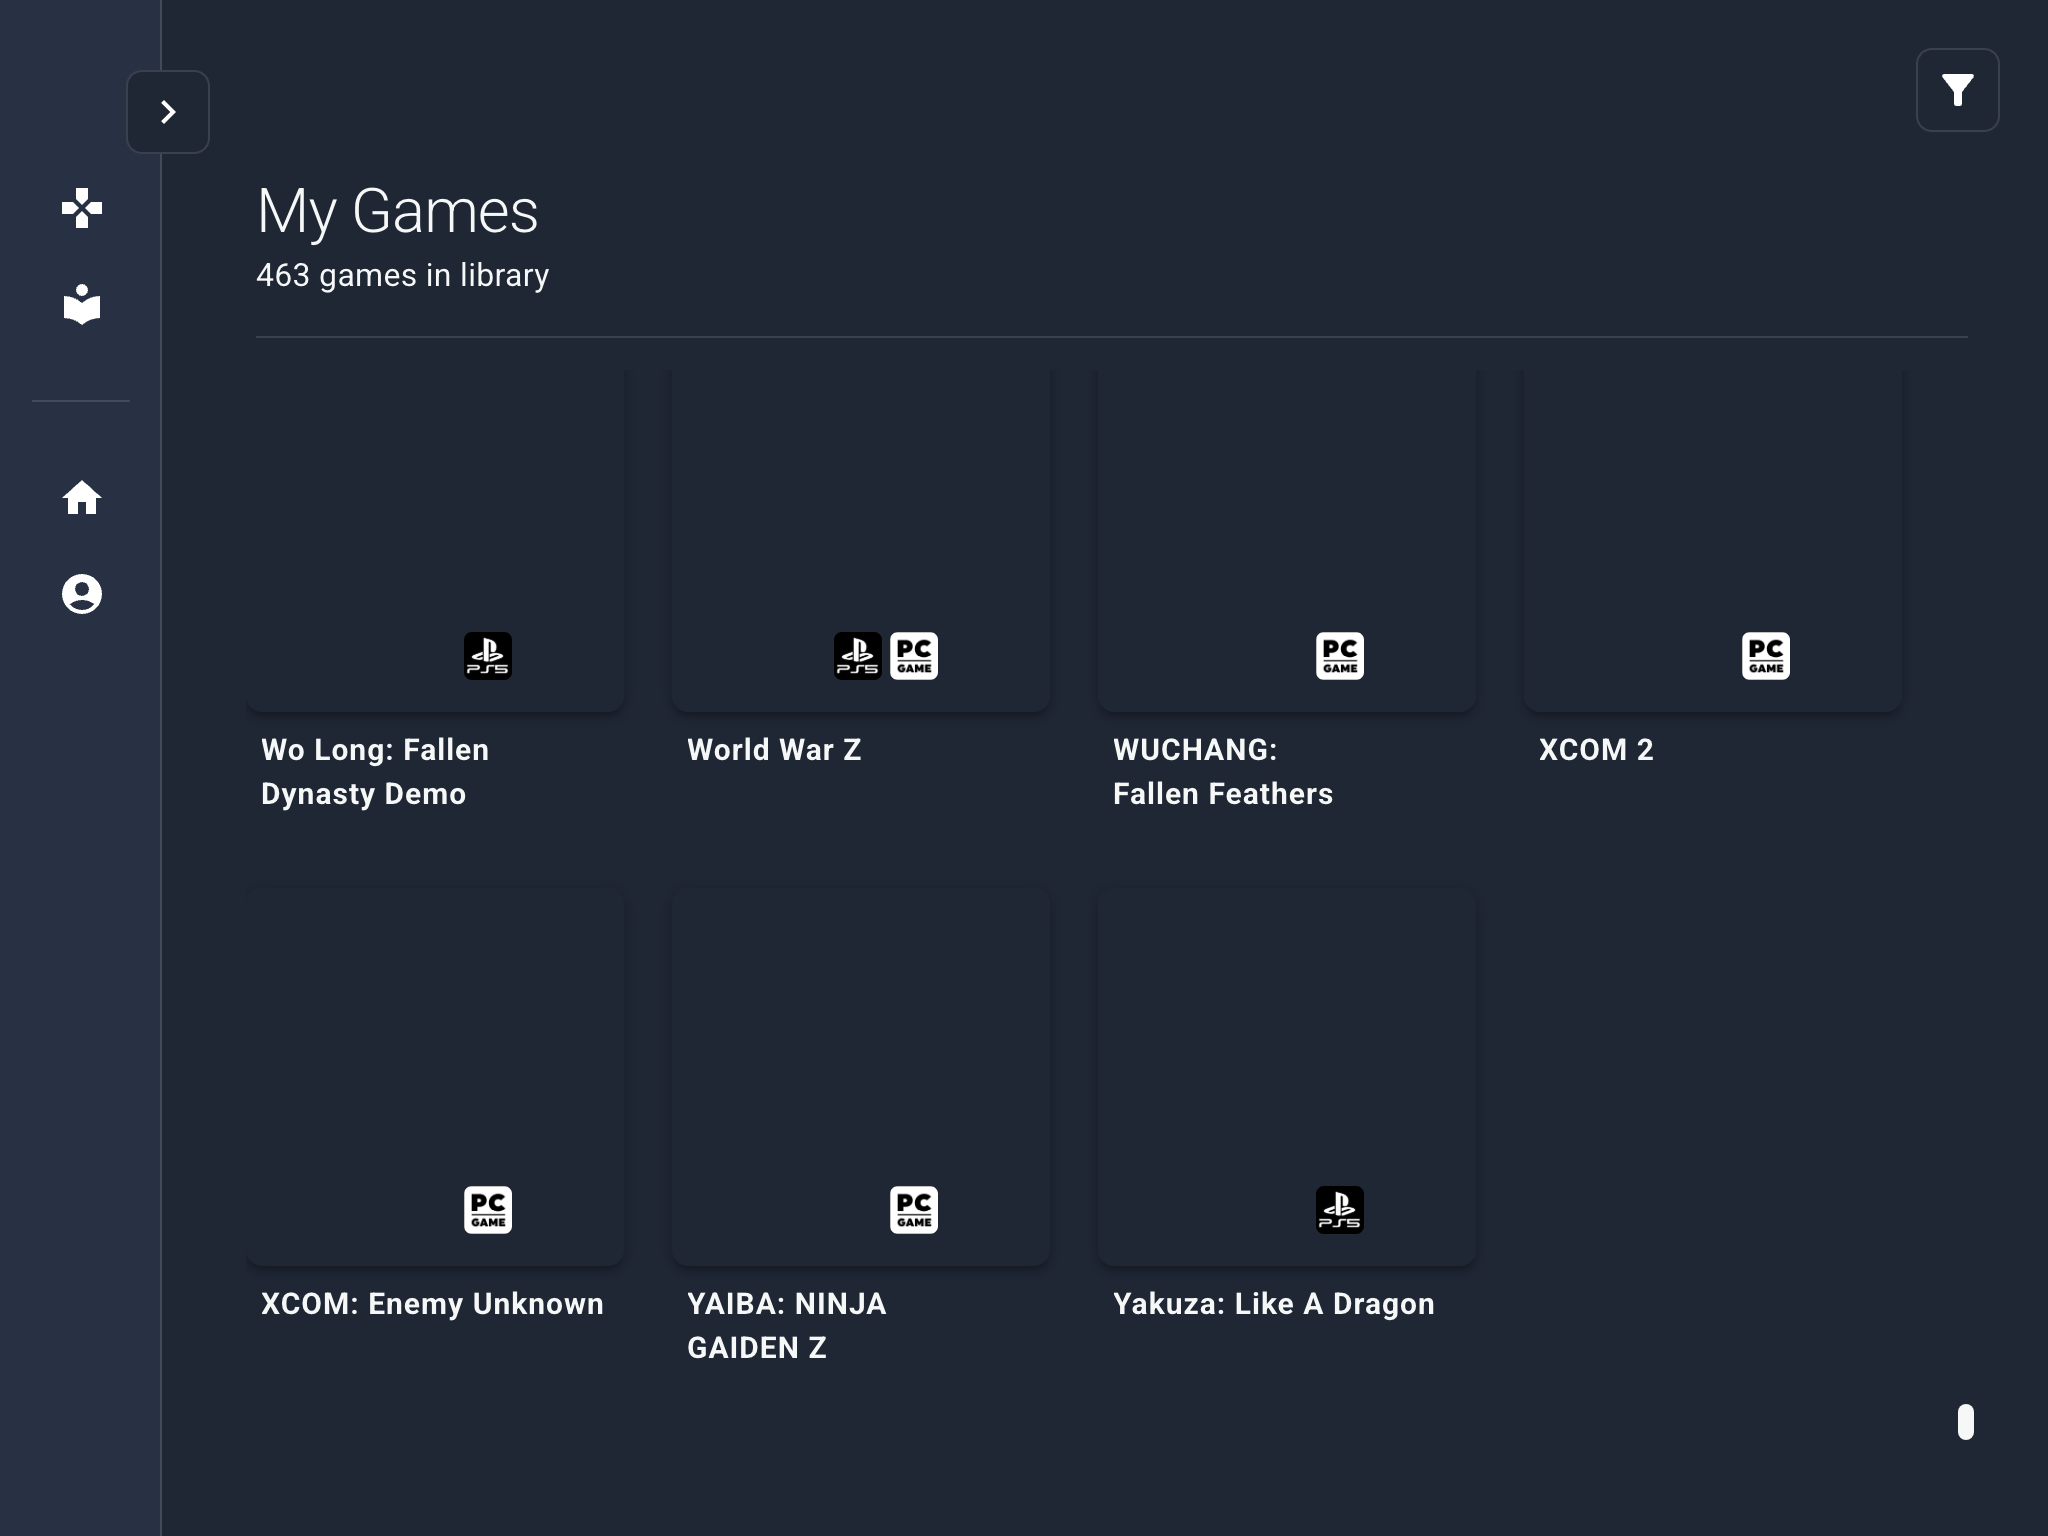 My Games
463 games in library
PS5
PS5 PC GAME
PC GAME
PC GAME
Wo Long: Fallen
Dynasty Demo
World War Z
WUCHANG:
Fallen Feathers
XCOM 2
PC GAME
PC GAME
PS5
XCOM: Enemy Unknown
YAIBA: NINJA
GAIDEN Z
Yakuza: Like A Dragon